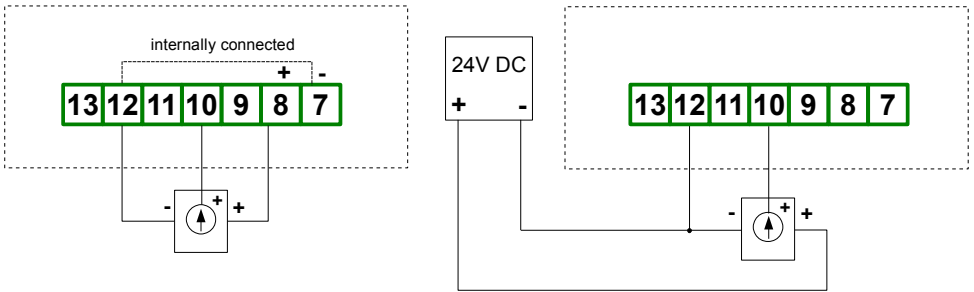 internally connected
+ -
13 12 11 10 9 8 7
- + +
24V DC
+ -
13 12 11 10 9 8 7
- + +